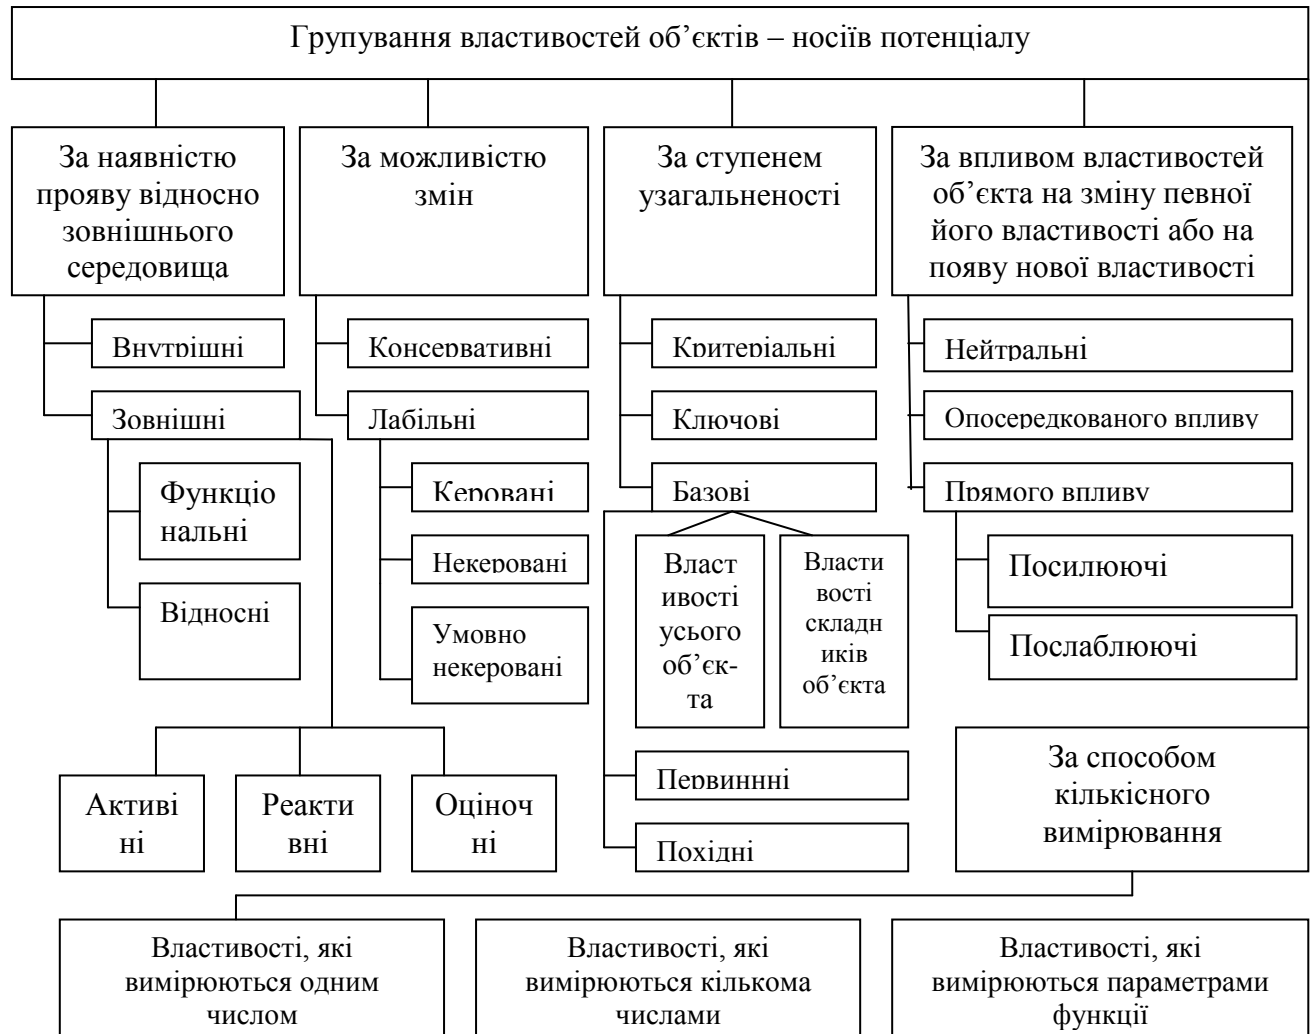 Групування властивостей об’єктів – носіїв потенціалу
За наявністю
прояву відносно
зовнішнього
середовища
За можливістю
змін
За ступенем
узагальненості
За впливом властивостей
об’єкта на зміну певної
його властивості або на
появу нової властивості
Внутрішні
Зовнішні
Функціо
нальні
Відносні
Консервативні
Лабільні
Керовані
Некеровані
Умовно
некеровані
Критеріальні
Ключові
Базові
Власт
ивості
усього
об’єк-
та
Власти
вості
складн
иків
об’єкта
Первиннні
Похідні
Нейтральні
Опосередкованого впливу
Прямого впливу
Посилюючі
Послаблюючі
Активі
ні
Реакти
вні
Оціноч
ні
За способом
кількісного
вимірювання
Властивості, які
вимірюються одним
числом
Властивості, які
вимірюються кількома
числами
Властивості, які
вимірюються параметрами
функції